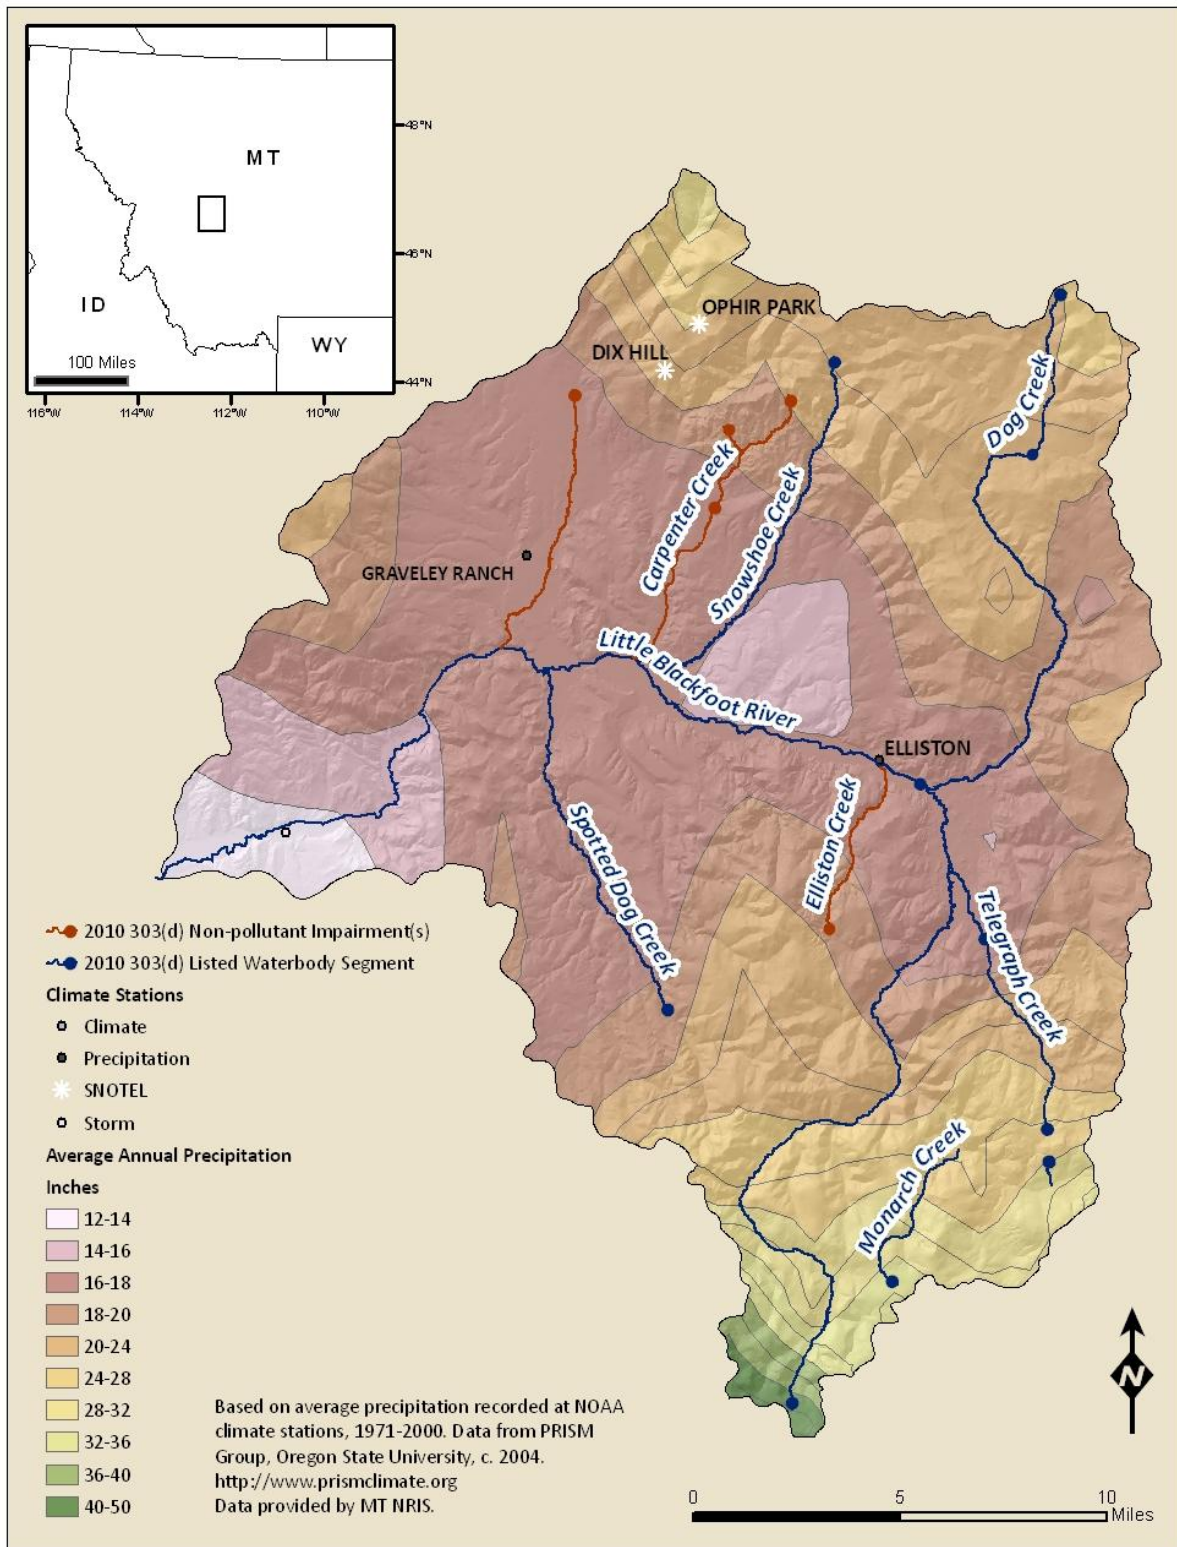 48°N
MT
46°N
ID
WY
100 Miles
44°N
116°W
114°W
112°W
110°W
OPHIR PARK
DIX HILL
Dog Creek
Carpenter Creek
Snowshoe Creek
GRAVELEY RANCH
Little Blackfoot River
ELLISTON
Elliston Creek
Spotted Dog Creek
Telegraph Creek
Monarch Creek
2010 303(d) Non-pollutant Impairment(s)
2010 303(d) Listed Waterbody Segment
Climate Stations
Climate
Precipitation
SNOTEL
Storm
Average Annual Precipitation
Inches
12-14
14-16
16-18
18-20
20-24
24-28
28-32
32-36
36-40
40-50
Based on average precipitation recorded at NOAA
climate stations, 1971-2000. Data from PRISM
Group, Oregon State University, c. 2004.
http://www.prismclimate.org
Data provided by MT NRIS.
N
0
5
10
Miles